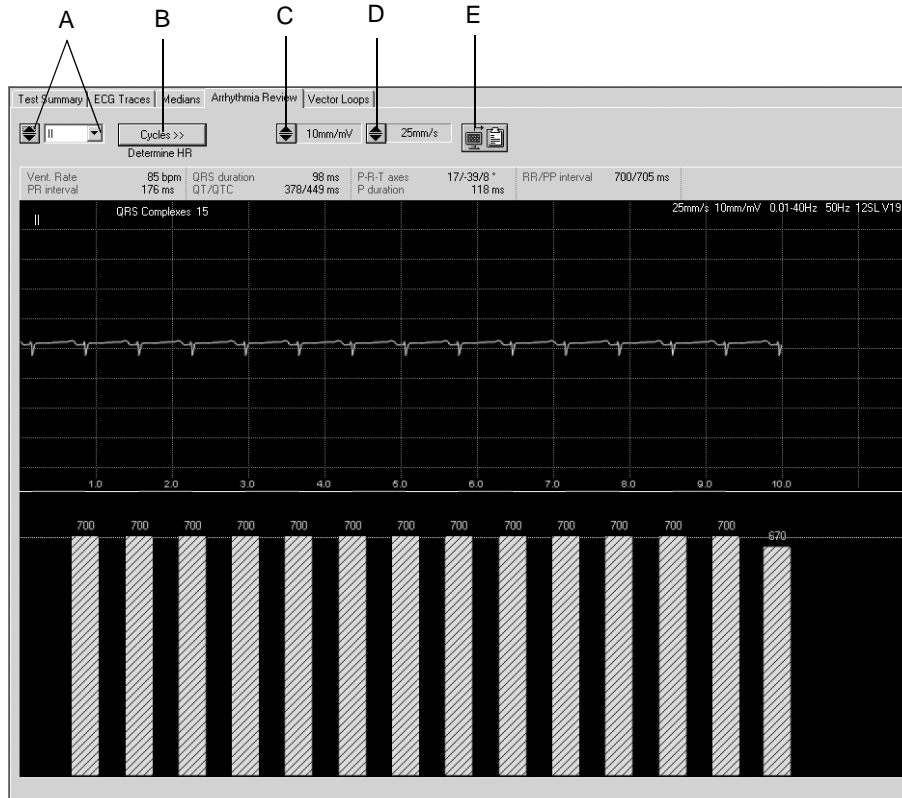 A B C D E
Test Summary ECG Traces Medians Arrhythmia Review Vector Loops
II Cycles >> 10mm/mV 25mm/s
Determine HR
Vent. Rate 85 bpm QRS duration 98 ms P-R-T axes 17/-39/8 ° RR/PP interval 700/705 ms
PR interval 176 ms QT/QTC 378/449 ms P duration 118 ms
II QRS Complexes 15 25mm/s 10mm/mV 0.01-40Hz 50Hz 12SL V19
1.0 2.0 3.0 4.0 5.0 6.0 7.0 8.0 9.0 10.0
700 700 700 700 700 700 700 700 700 700 700 700 700 670